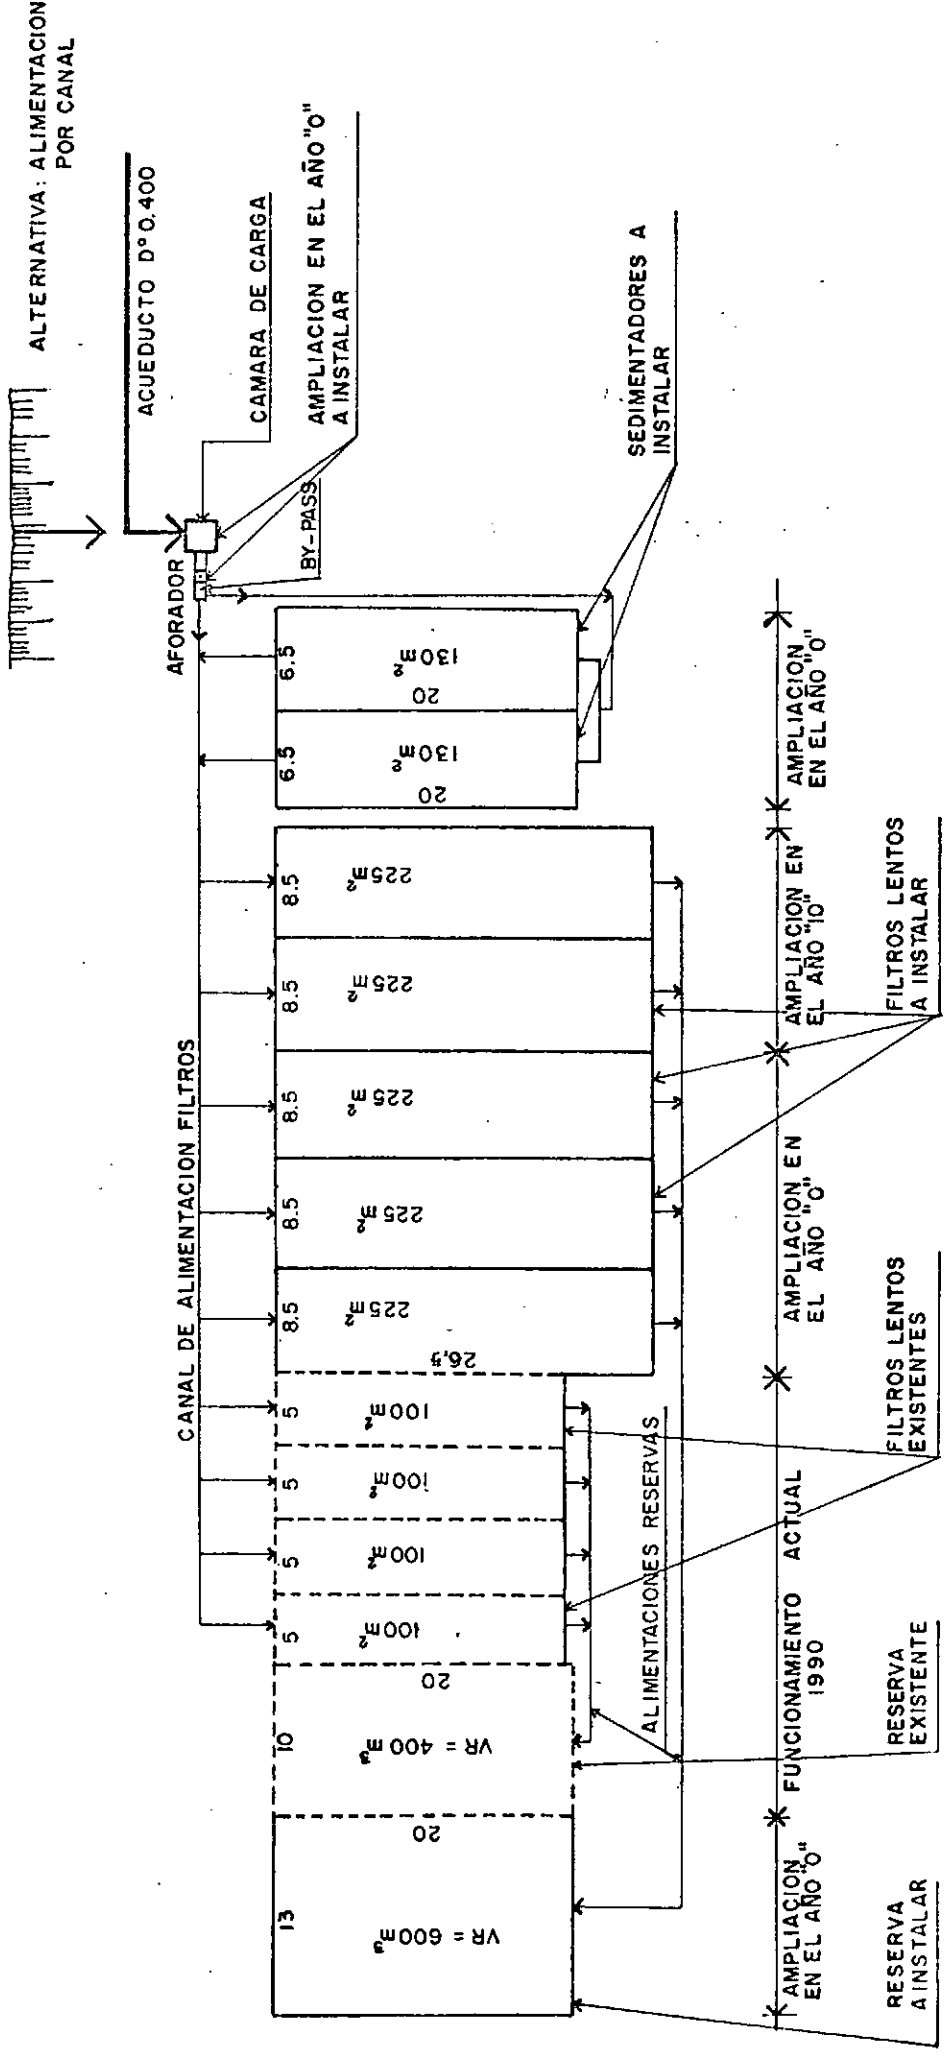 ALTERNATIVA: ALIMENTACION
POR CANAL
ACUEDUCTO D° 0.400
CAMARA DE CARGA
AMPLIACION EN EL AÑO "0"
A INSTALAR
BY-PASS
AFORADOR
SEDIMENTADORES A
INSTALAR
CANAL DE ALIMENTACION FILTROS
13
10
5
5
5
5
8.5
8.5
8.5
8.5
8.5
6.5
6.5
VR = 600 m³
20
VR = 400 m³
20
100 m²
100 m²
100 m²
100 m²
26,5
225 m²
225 m²
225 m²
225 m²
225 m²
20
130 m²
20
130 m²
ALIMENTACIONES RESERVAS
AMPLIACION
EN EL AÑO "0"
FUNCIONAMIENTO ACTUAL
1990
AMPLIACION EN
EL AÑO "0"
AMPLIACION EN
EL AÑO "10"
AMPLIACION
EN EL AÑO "0"
RESERVA
A INSTALAR
RESERVA
EXISTENTE
FILTROS LENTOS
EXISTENTES
FILTROS LENTOS
A INSTALAR